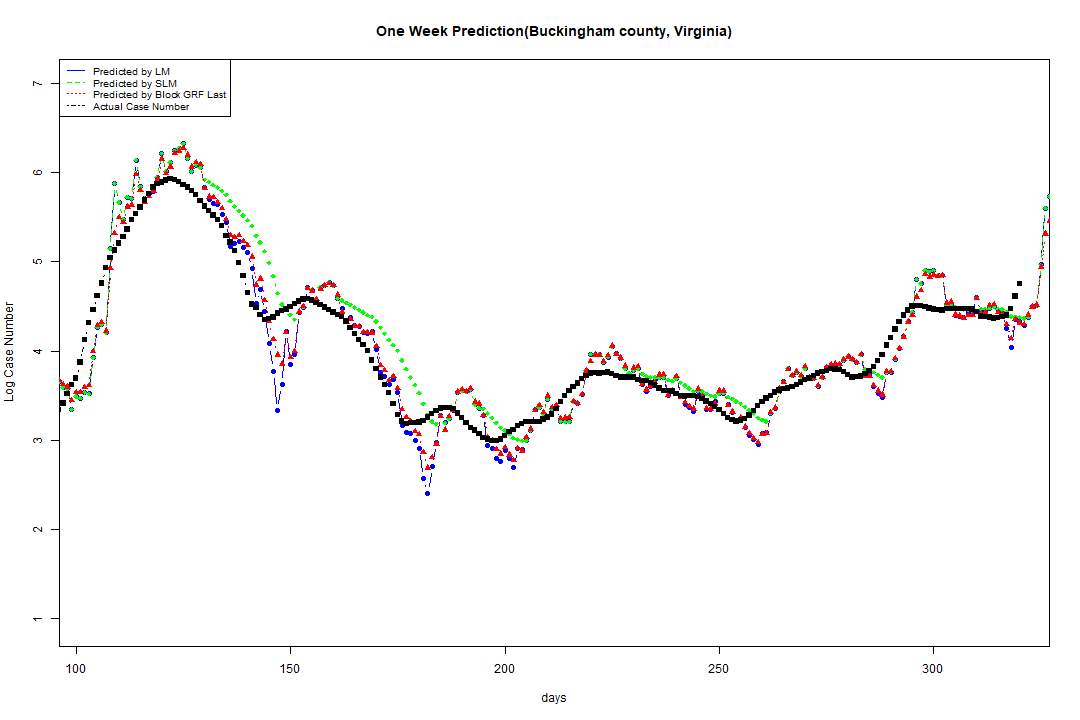 One Week Prediction(Buckingham county, Virginia)
Predicted by LM
Predicted by SLM
Predicted by Block GRF Last
Actual Case Number
Log Case Number
7
6
5
4
3
2
1
100 150 200 250 300
days